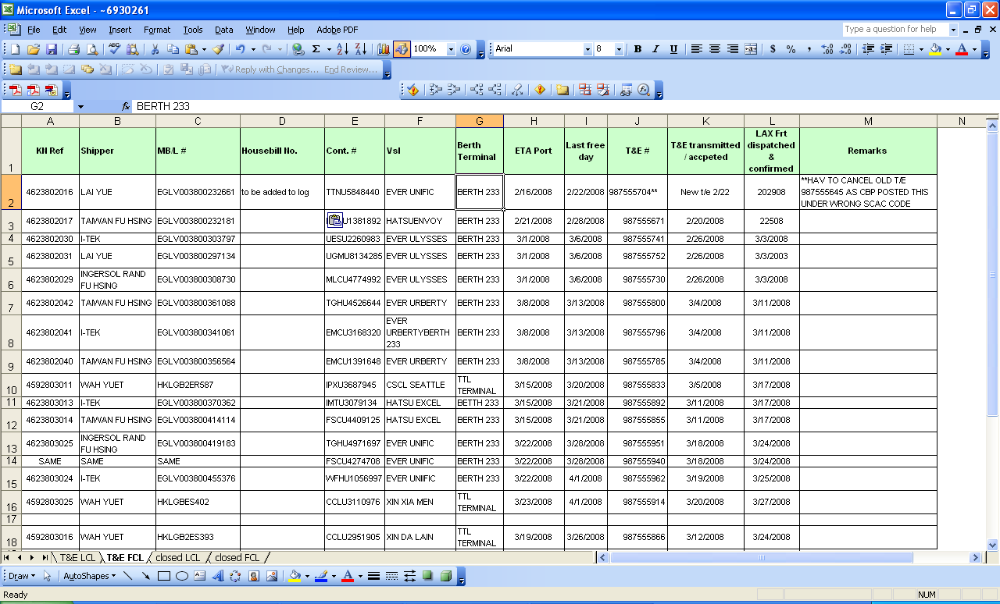 Microsoft Excel - ~6930261
File Edit View Insert Format Tools Data Window Help Adobe PDF Type a question for help
100% Arial 8 B I U $ % ,
Reply with Changes... End Review...
G2 fx BERTH 233
A B C D E F G H I J K L M N
1 KN Ref Shipper MB/L # Housebill No. Cont. # Vsl Berth Terminal ETA Port Last free day T&E # T&E transmitted / accpeted LAX Frt dispatched & confirmed Remarks
2 4623802016 LAI YUE EGLV003800232661 to be added to log TTNU5848440 EVER UNIFIC BERTH 233 2/16/2008 2/22/2008 987555704** New t/e 2/22 202908 **HAV TO CANCEL OLD T/E 987555645 AS CBP POSTED THIS UNDER WRONG SCAC CODE
3 4623802017 TAIWAN FU HSING EGLV003800232181 U1381892 HATSUENVOY BERTH 233 2/21/2008 2/28/2008 987555671 2/20/2008 22508
4 4623802030 I-TEK EGLV003800303797 UESU2260983 EVER ULYSSES BERTH 233 3/1/2008 3/6/2008 987555741 2/26/2008 3/3/2008
5 4623802031 LAI YUE EGLV003800297134 UGMU8134285 EVER ULYSSES BERTH 233 3/1/2008 3/6/2008 987555752 2/26/2008 3/3/2003
6 4623802029 INGERSOL RAND FU HSING EGLV003800308730 MLCU4774992 EVER ULYSSES BERTH 233 3/1/2008 3/6/2008 987555730 2/26/2008 3/3/2008
7 4623802042 TAIWAN FU HSING EGLV003800361088 TGHU4526644 EVER URBERTY BERTH 233 3/8/2008 3/13/2008 987555800 3/4/2008 3/11/2008
8 4623802041 I-TEK EGLV003800341061 EMCU3168320 EVER URBERTYBERTH 233 BERTH 233 3/8/2008 3/13/2008 987555796 3/4/2008 3/11/2008
9 4623802040 TAIWAN FU HSING EGLV003800356564 EMCU1391648 EVER URBERTY BERTH 233 3/8/2008 3/13/2008 987555785 3/4/2008 3/11/2008
10 4592803011 WAH YUET HKLGB2ER587 IPXU3687945 CSCL SEATTLE TTL TERMINAL 3/15/2008 3/20/2008 987555833 3/5/2008 3/17/2008
11 4623803013 I-TEK EGLV003800370362 IMTU3079134 HATSU EXCEL BETTH 233 3/15/2008 3/21/2008 987555892 3/11/2008 3/17/2008
12 4623803014 TAIWAN FU HSING EGLV003800414114 FSCU4409125 HATSU EXCEL BERTH 233 3/15/2008 3/21/2008 987555855 3/11/2008 3/17/2008
13 4623803025 INGERSOL RAND FU HSING EGLV003800419183 TGHU4971697 EVER UNIFIC BERTH 233 3/22/2008 3/28/2008 987555951 3/18/2008 3/24/2008
14 SAME SAME SAME FSCU4274708 EVER UNIFIC BERTH 233 3/22/2008 3/28/2008 987555940 3/18/2008 3/24/2008
15 4623803024 I-TEK EGLV003800455376 WFHU1056997 EVER UNIIFIC BERTH 233 3/22/2008 4/1/2008 987555962 3/19/2008 3/25/2008
16 4592803025 WAH YUET HKLGBES402 CCLU3110976 XIN XIA MEN TTL TERMINAL 3/23/2008 4/1/2008 987555914 3/20/2008 3/27/2008
17
18 4592803016 WAH YUET HKLGB2ES393 CCLU2951905 XIN DA LAIN TTL TERMINAL 3/19/2008 3/26/2008 987555866 3/12/2008 3/24/2008
T&E LCL T&E FCL closed LCL closed FCL
Draw AutoShapes
Ready NUM